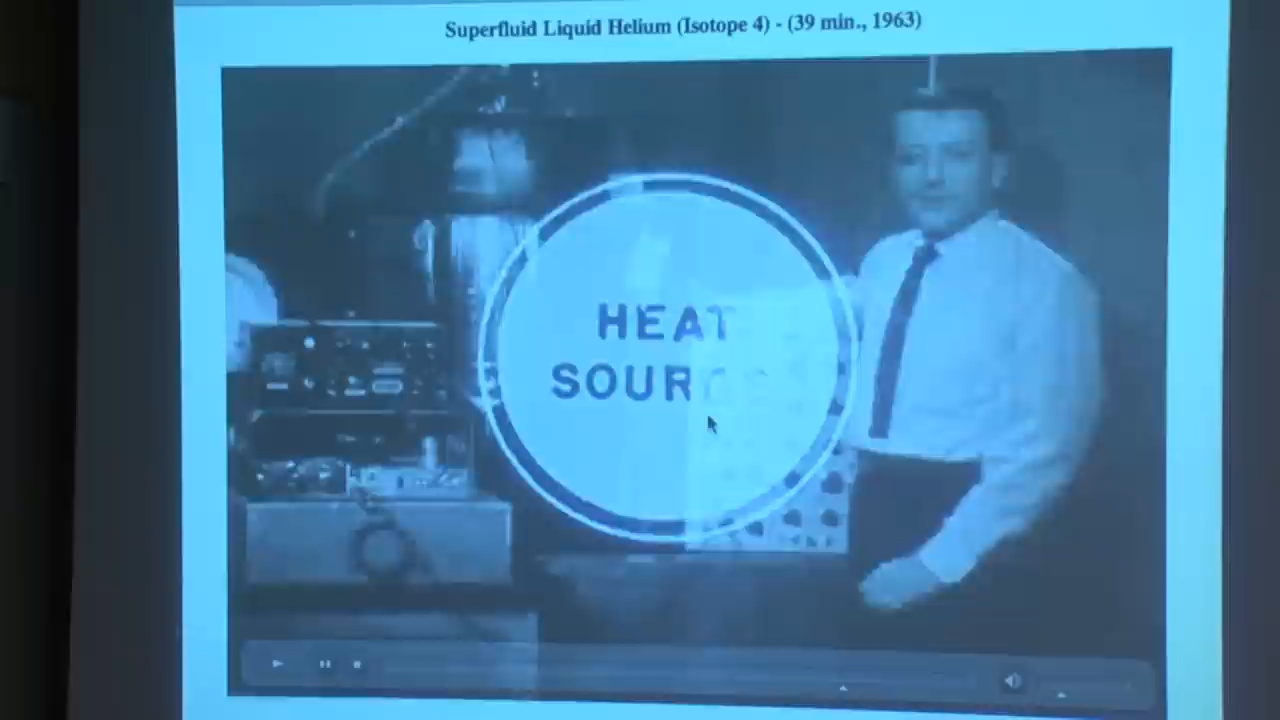 Superfluid Liquid Helium (Isotope 4) - (39 min., 1963)
HEAT
SOUR